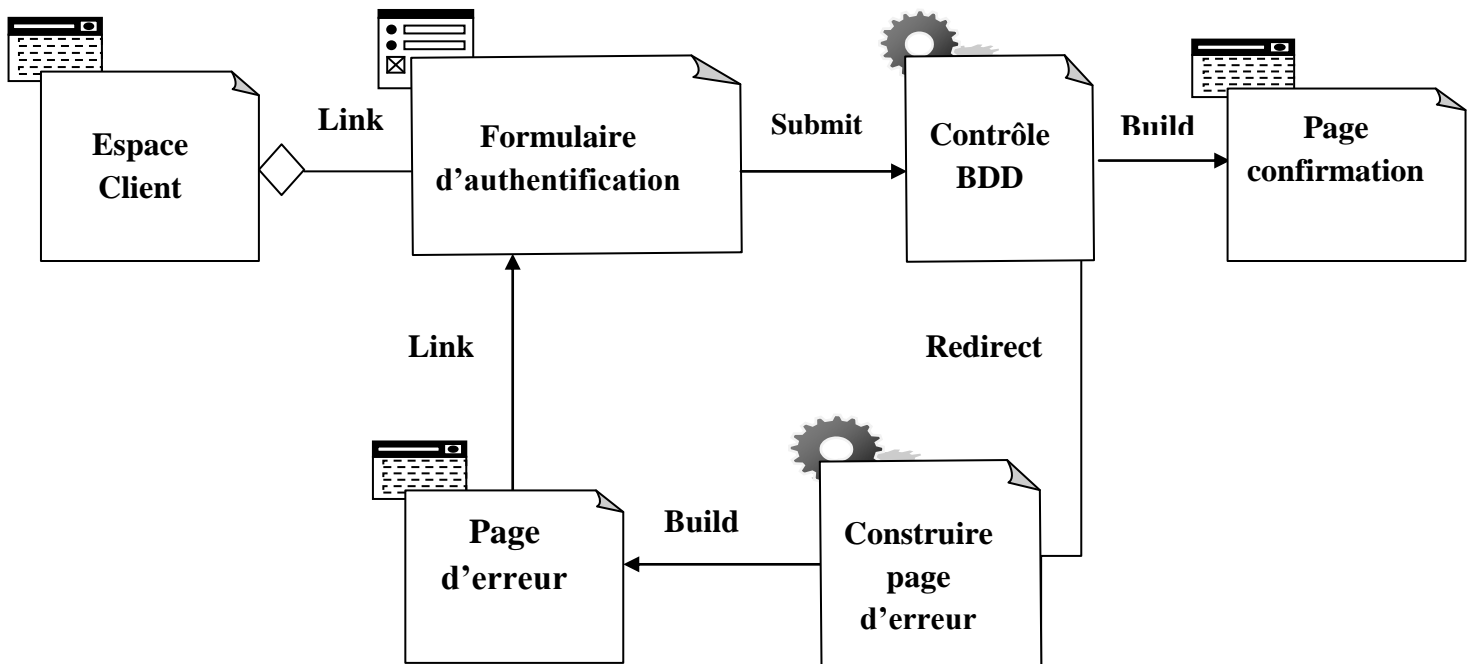 Espace
Client
Link
Formulaire
d'authentification
Submit
Contrôle
BDD
Build
Page
confirmation
Link
Redirect
Page
d'erreur
Build
Construire
page
d'erreur